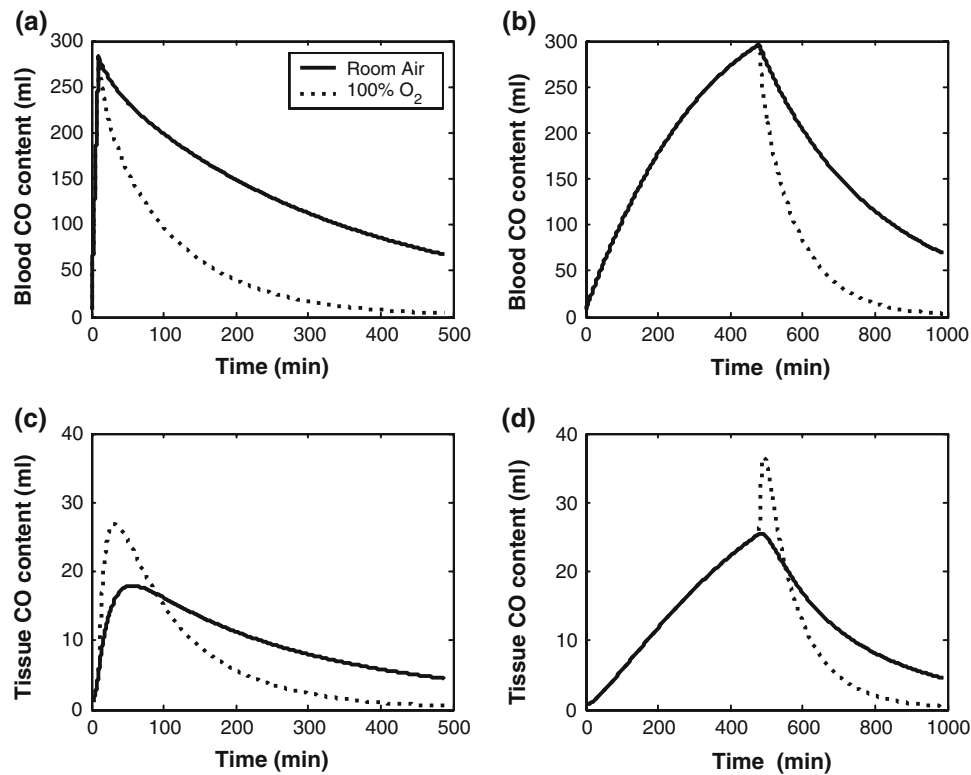 (a)
300
250
200
150
100
50
0
Blood CO content (ml)
Room Air
100% O2
0 100 200 300 400 500
Time (min)
(b)
300
250
200
150
100
50
0
Blood CO content (ml)
0 200 400 600 800 1000
Time (min)
(c)
40
30
20
10
0
Tissue CO content (ml)
0 100 200 300 400 500
Time (min)
(d)
40
30
20
10
0
Tissue CO content (ml)
0 200 400 600 800 1000
Time (min)